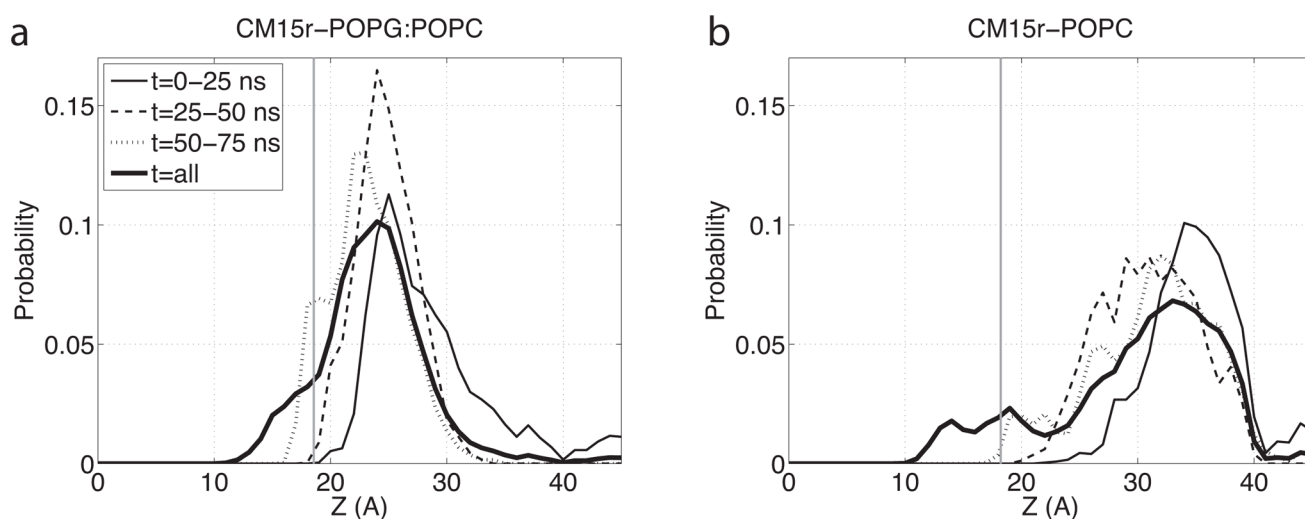 a
CM15r−POPG:POPC
t=0−25 ns
t=25−50 ns
t=50−75 ns
t=all
0.15
0.1
0.05
0
Probability
0 10 20 30 40
Z (A)
b
CM15r−POPC
0.15
0.1
0.05
0
Probability
0 10 20 30 40
Z (A)